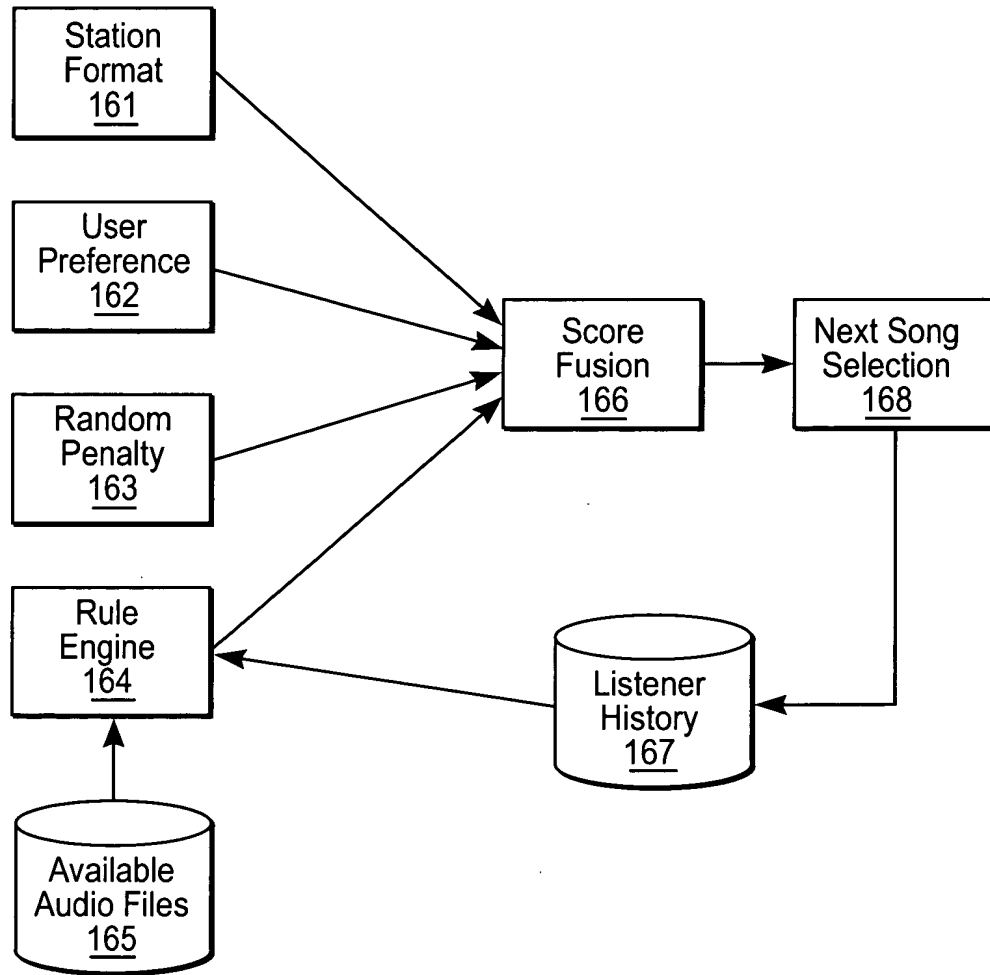 Station
Format
161
User
Preference
162
Random
Penalty
163
Rule
Engine
164
Available
Audio Files
165
Score
Fusion
166
Next Song
Selection
168
Listener
History
167